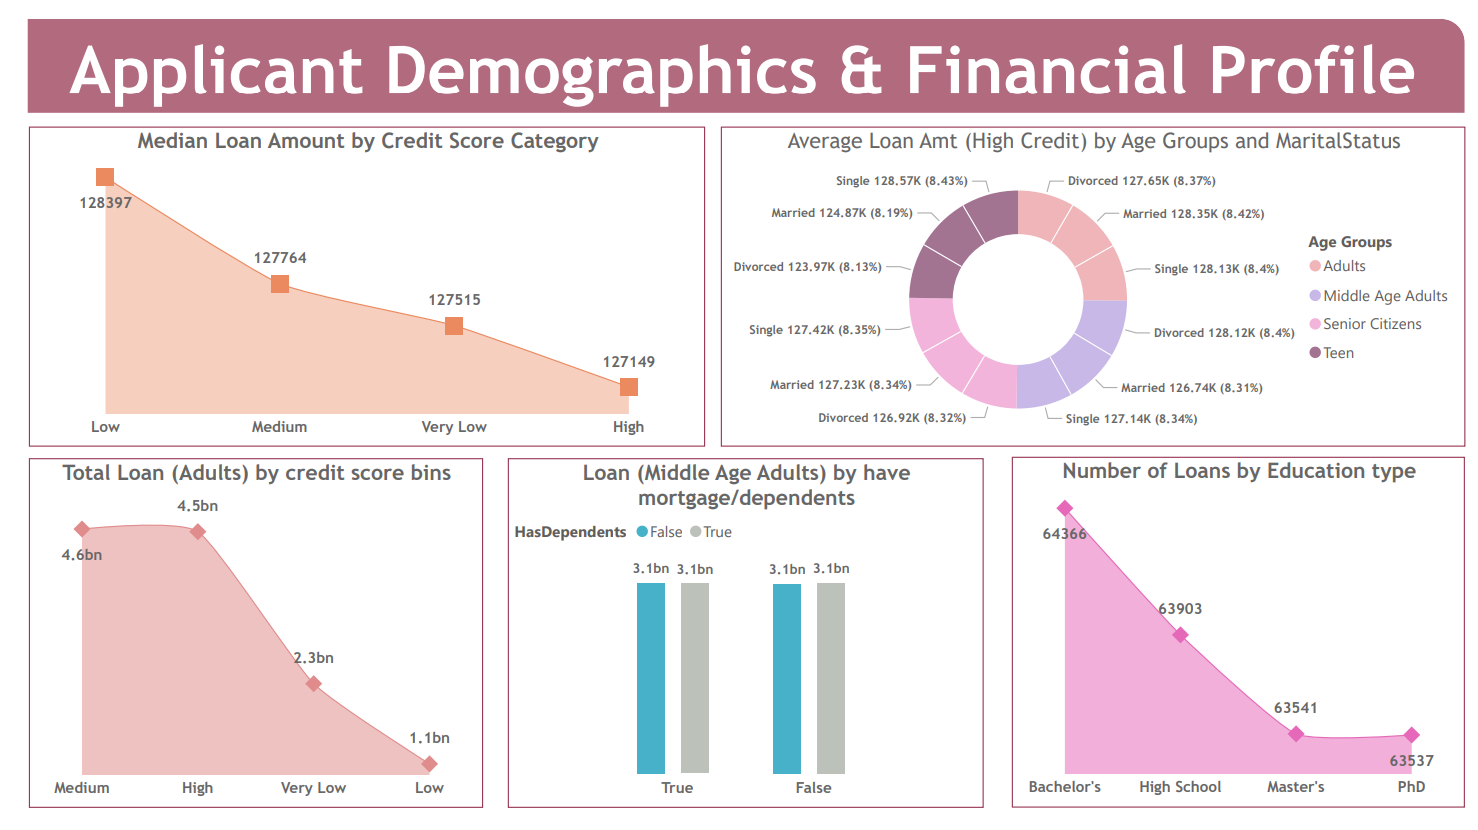 Applicant Demographics & Financial Profile
Median Loan Amount by Credit Score Category
128397
127764
127515
127149
Low
Medium
Very Low
High
Average Loan Amt (High Credit) by Age Groups and MaritalStatus
Single 128.57K (8.43%)
Divorced 127.65K (8.37%)
Married 124.87K (8.19%)
Married 128.35K (8.42%)
Divorced 123.97K (8.13%)
Single 128.13K (8.4%)
Single 127.42K (8.35%)
Divorced 128.12K (8.4%)
Married 127.23K (8.34%)
Married 126.74K (8.31%)
Divorced 126.92K (8.32%)
Single 127.14K (8.34%)
Age Groups
Adults
Middle Age Adults
Senior Citizens
Teen
Total Loan (Adults) by credit score bins
4.6bn
4.5bn
2.3bn
1.1bn
Medium
High
Very Low
Low
Loan (Middle Age Adults) by have
mortgage/dependents
HasDependents False True
3.1bn
3.1bn
3.1bn
3.1bn
True
False
Number of Loans by Education type
64366
63903
63541
63537
Bachelor's
High School
Master's
PhD